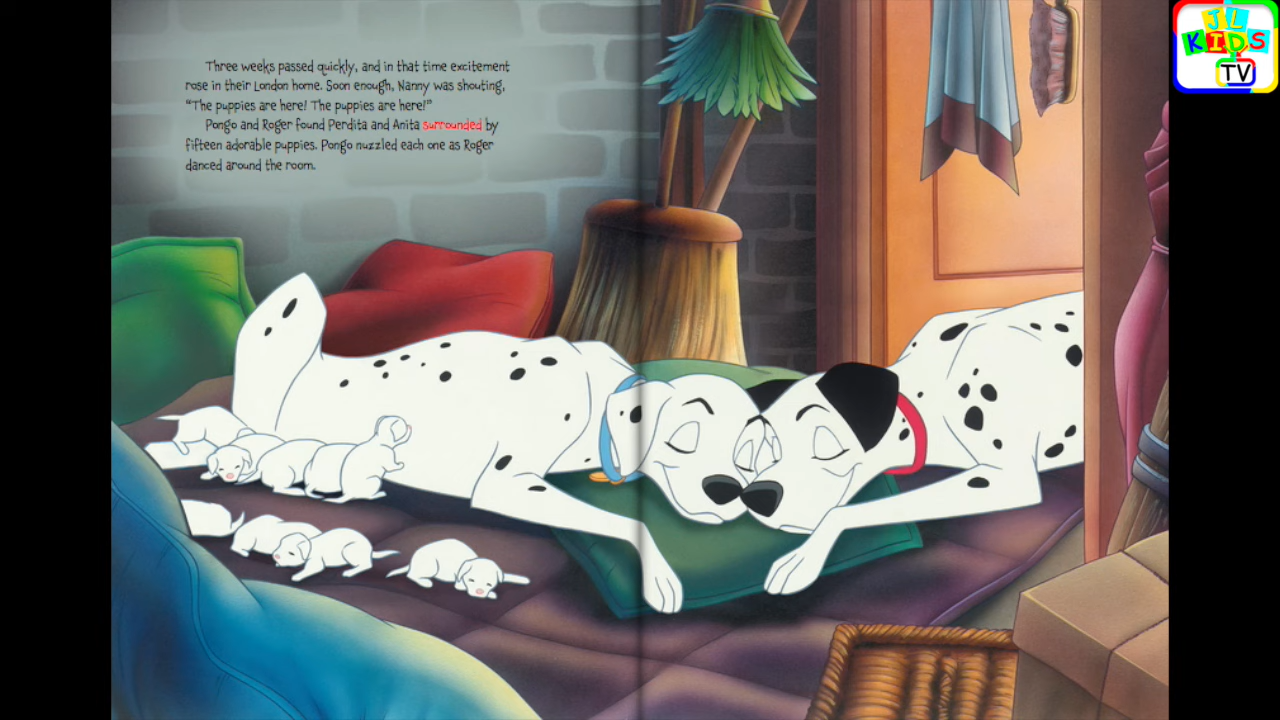 Three weeks passed quickly, and in that time excitement
rose in their London home. Soon enough, Nanny was shouting,
“The puppies are here! The puppies are here!”
Pongo and Roger found Perdita and Anita surrounded by
fifteen adorable puppies. Pongo nuzzled each one as Roger
danced around the room.
JL
KIDS
TV